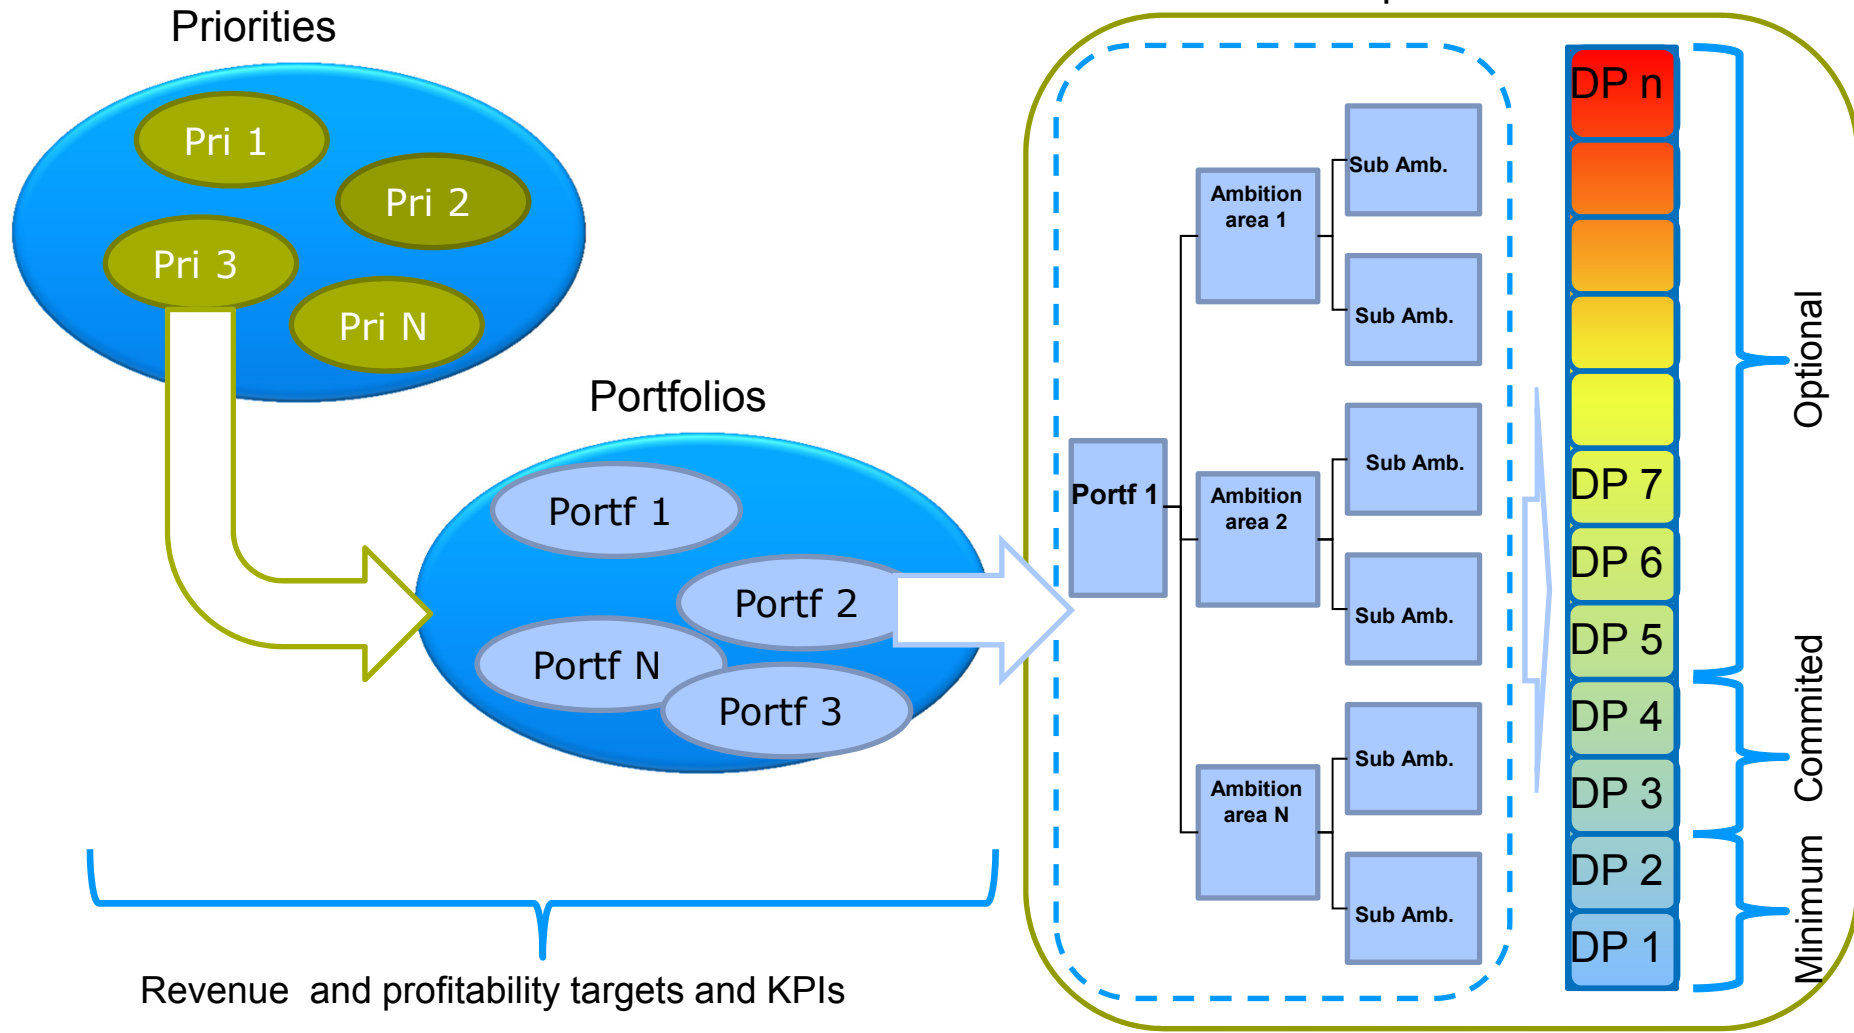 Priorities
Pri 1
Pri 2
Pri 3
Pri N
Portfolios
Portf 1
Portf 2
Portf N
Portf 3
Revenue and profitability targets and KPIs
Portf 1
Ambition
area 1
Sub Amb.
Sub Amb.
Ambition
area 2
Sub Amb.
Sub Amb.
Ambition
area N
Sub Amb.
Sub Amb.
DP n
DP 7
DP 6
DP 5
DP 4
DP 3
DP 2
DP 1
Optional
Commited
Minimum